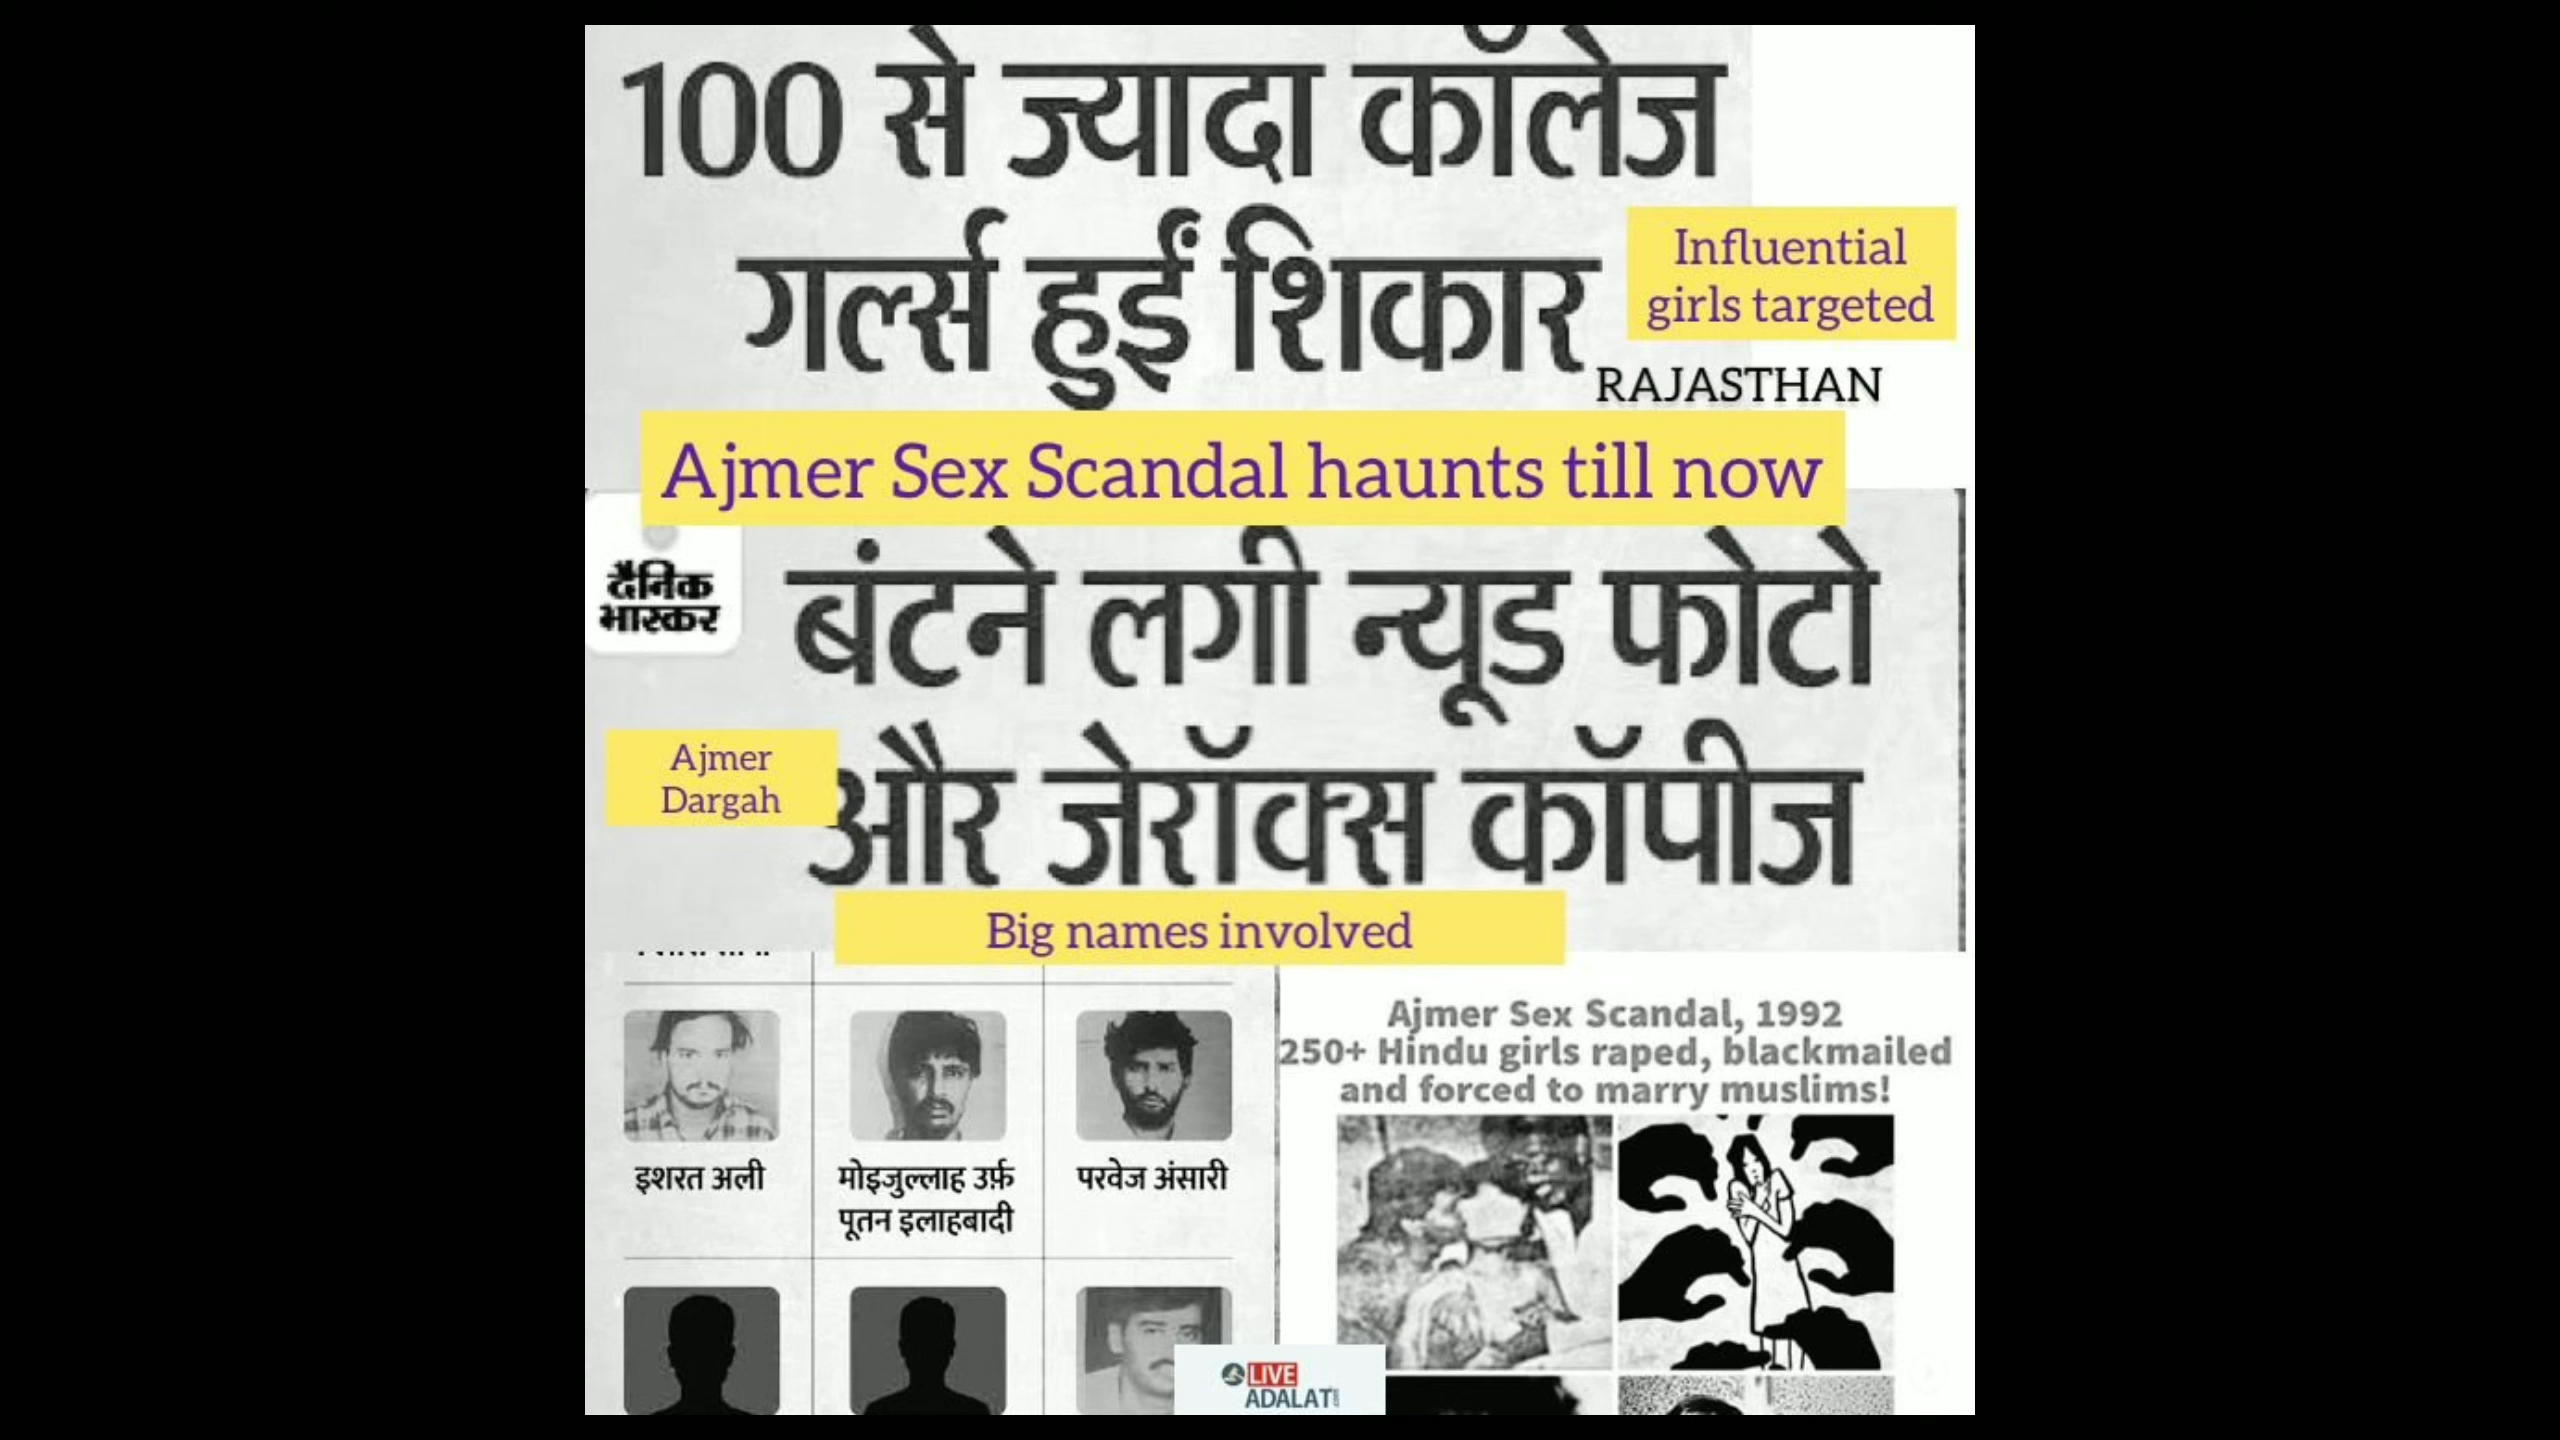 100 से ज्यादा कॉलेज
गर्ल्स हुईं शिकार
Influential
girls targeted
RAJASTHAN
Ajmer Sex Scandal haunts till now
दैनिक
भास्कर
बंटने लगी न्यूड फोटो
और जेरॉक्स कॉपीज
Ajmer
Dargah
Big names involved
इशरत अली
मोइजुल्लाह उर्फ़
पूतन इलाहबादी
परवेज अंसारी
Ajmer Sex Scandal, 1992
250+ Hindu girls raped, blackmailed
and forced to marry muslims!
LIVE
ADALAT